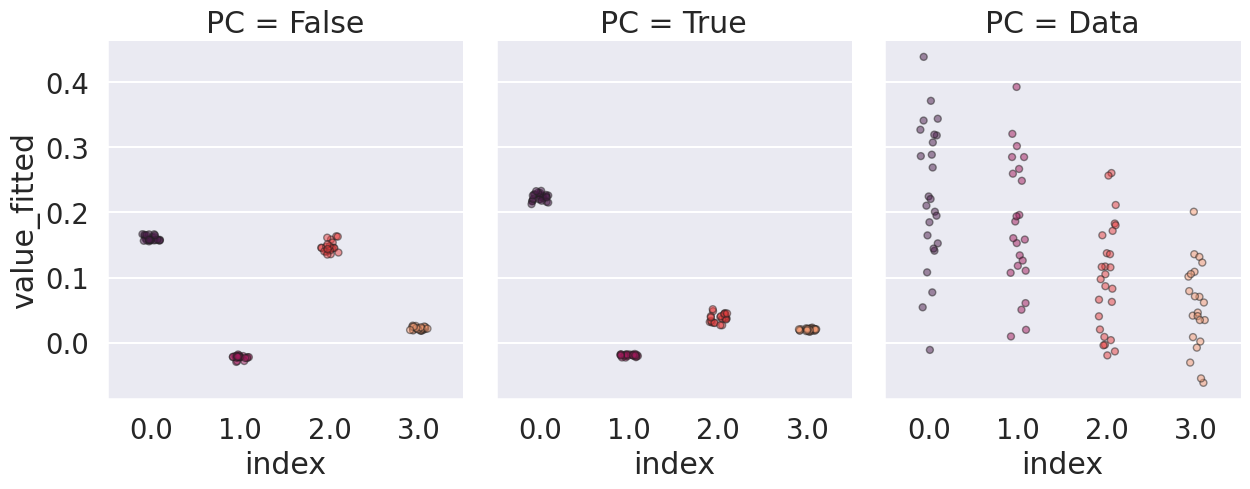 PC = False PC = True PC = Data
value_fitted
0.4
0.3
0.2
0.1
0.0
0.0 1.0 2.0 3.0 0.0 1.0 2.0 3.0 0.0 1.0 2.0 3.0
index index index